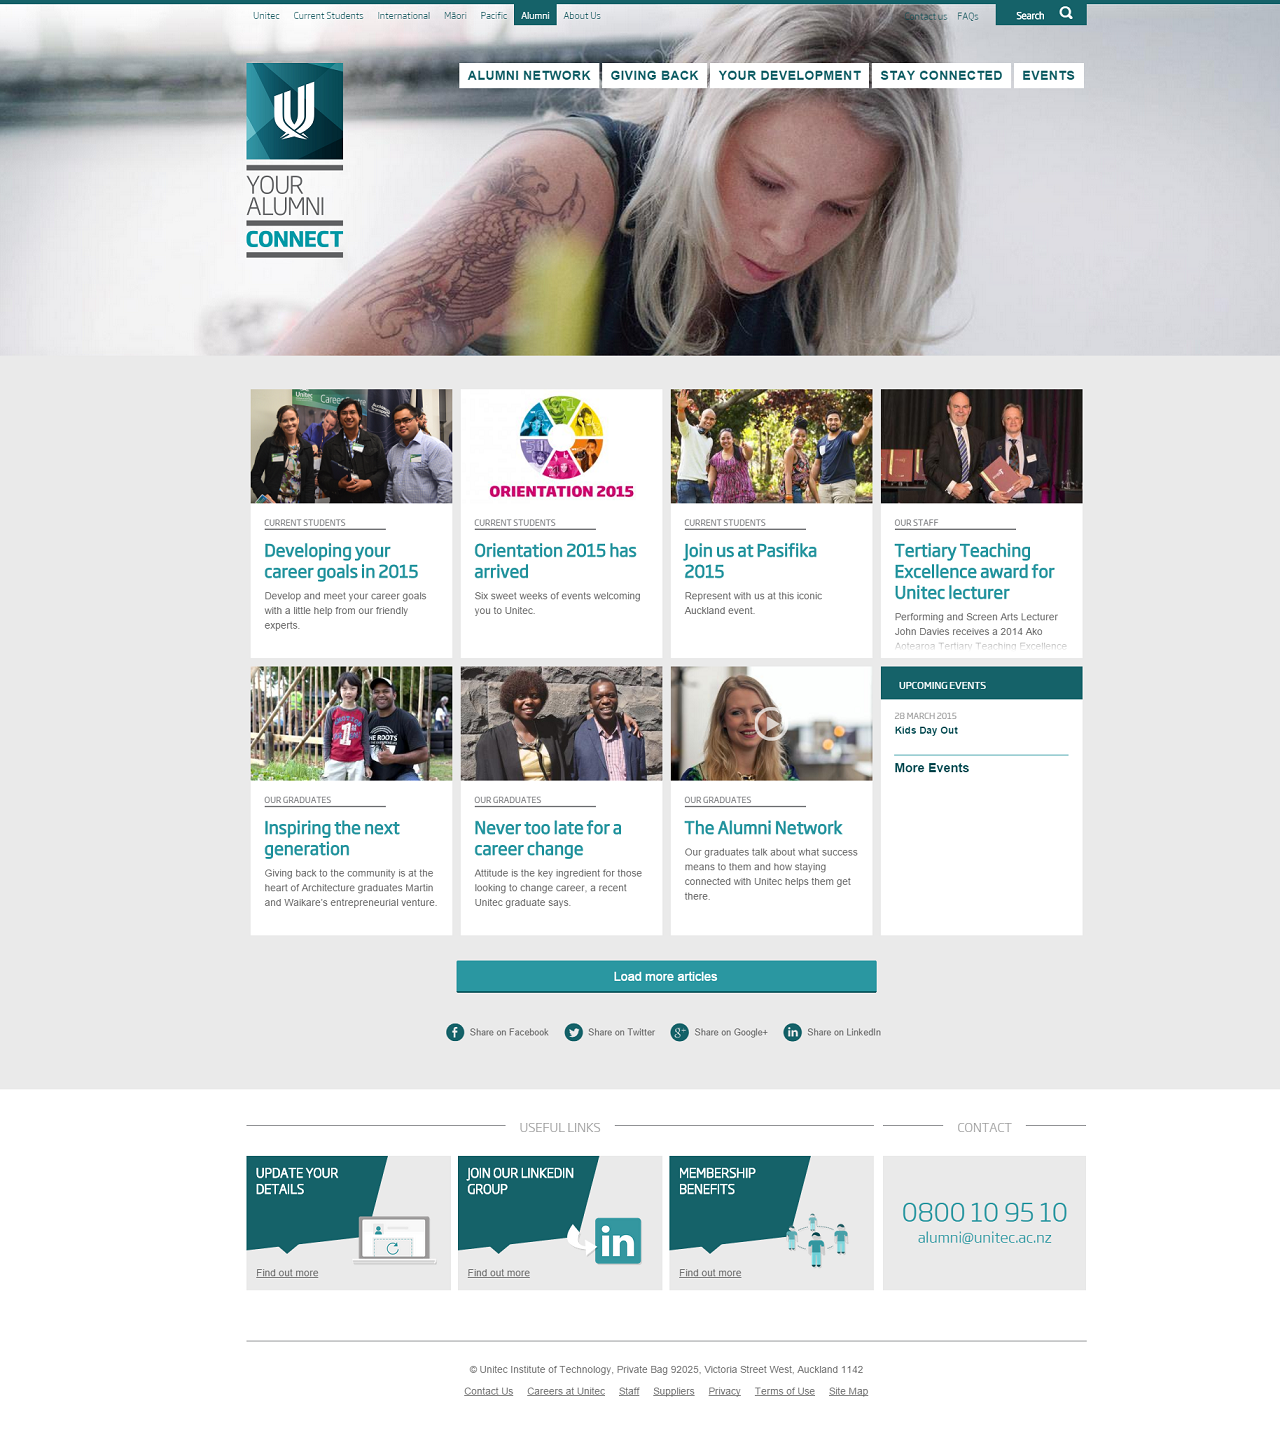 Unitec Current Students International Māori Pacific Alumni About Us Contact us FAQs Search
ALUMNI NETWORK GIVING BACK YOUR DEVELOPMENT STAY CONNECTED EVENTS
YOUR
ALUMNI
CONNECT
Unitec Career Centre
ORIENTATION 2015
CURRENT STUDENTS
Developing your
career goals in 2015
Develop and meet your career goals
with a little help from our friendly
experts.
CURRENT STUDENTS
Orientation 2015 has
arrived
Six sweet weeks of events welcoming
you to Unitec.
CURRENT STUDENTS
Join us at Pasifika
2015
Represent with us at this iconic
Auckland event.
OUR STAFF
Tertiary Teaching
Excellence award for
Unitec lecturer
Performing and Screen Arts Lecturer
John Davies receives a 2014 Ako
Aotearoa Tertiary Teaching Excellence
OUR GRADUATES
Inspiring the next
generation
Giving back to the community is at the
heart of Architecture graduates Martin
and Waikare's entrepreneurial venture.
OUR GRADUATES
Never too late for a
career change
Attitude is the key ingredient for those
looking to change career, a recent
Unitec graduate says.
OUR GRADUATES
The Alumni Network
Our graduates talk about what success
means to them and how staying
connected with Unitec helps them get
there.
UPCOMING EVENTS
28 MARCH 2015
Kids Day Out
More Events
Load more articles
Share on Facebook Share on Twitter Share on Google+ Share on LinkedIn
USEFUL LINKS
CONTACT
UPDATE YOUR
DETAILS
Find out more
JOIN OUR LINKEDIN
GROUP
in
Find out more
MEMBERSHIP
BENEFITS
Find out more
0800 10 95 10
alumni@unitec.ac.nz
© Unitec Institute of Technology, Private Bag 92025, Victoria Street West, Auckland 1142
Contact Us Careers at Unitec Staff Suppliers Privacy Terms of Use Site Map